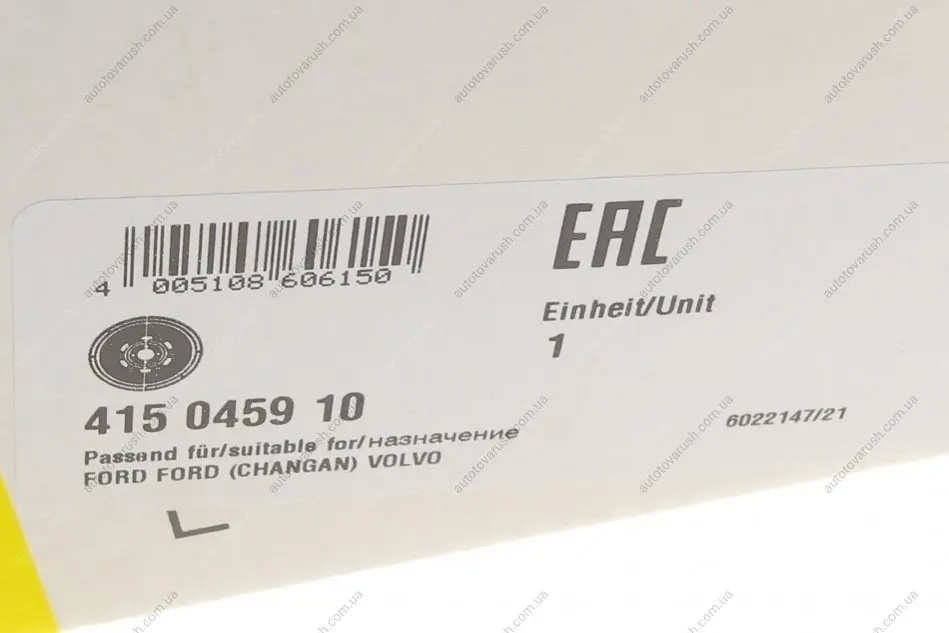 4 005108 606150
EAC
Einheit/Unit
1
415 0459 10
Passend für/suitable for/назначение
FORD FORD (CHANGAN) VOLVO
6022147/21
autotovarush.com.ua